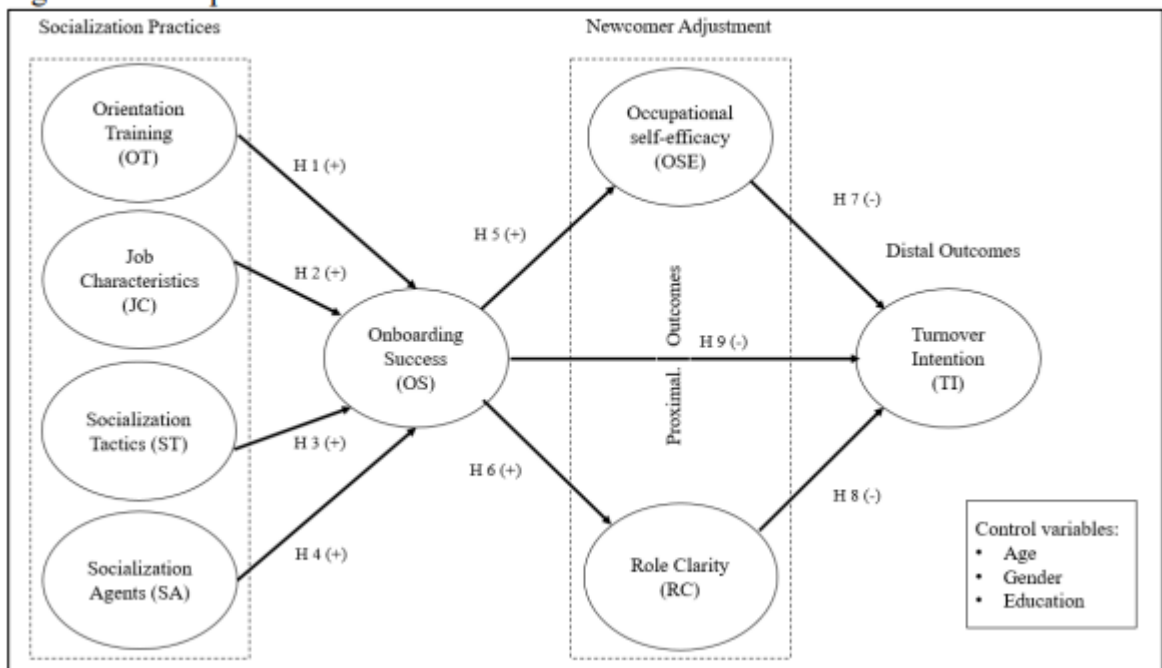 Socialization Practices
Newcomer Adjustment
Orientation
Training
(OT)
H 1 (+)
Job
Characteristics
(JC)
H 2 (+)
Socialization
Tactics (ST)
H 3 (+)
Socialization
Agents (SA)
H 4 (+)
Onboarding
Success
(OS)
H 5 (+)
H 6 (+)
Occupational
self-efficacy
(OSE)
H 7 (-)
Proximal. Outcomes
H 9 (-)
Role Clarity
(RC)
H 8 (-)
Distal Outcomes
Turnover
Intention
(TI)
Control variables:
• Age
• Gender
• Education